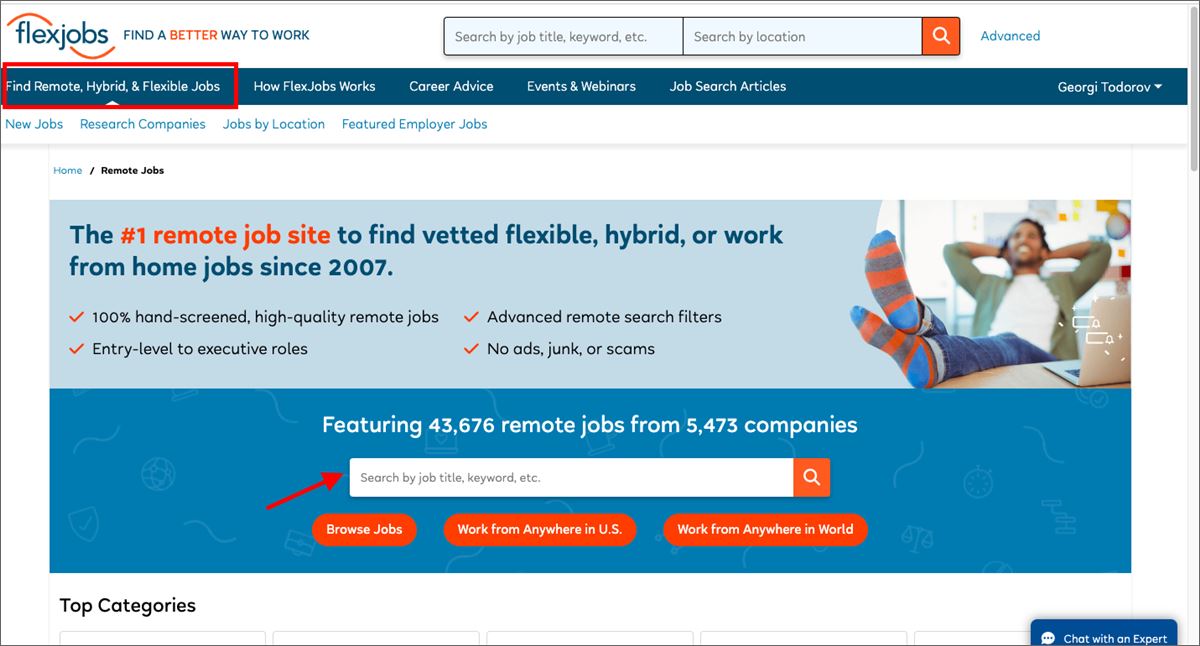 flexjobs FIND A BETTER WAY TO WORK
Search by job title, keyword, etc. Search by location Advanced
Find Remote, Hybrid, & Flexible Jobs How FlexJobs Works Career Advice Events & Webinars Job Search Articles Georgi Todorov
New Jobs Research Companies Jobs by Location Featured Employer Jobs
Home / Remote Jobs
The #1 remote job site to find vetted flexible, hybrid, or work
from home jobs since 2007.
100% hand-screened, high-quality remote jobs Advanced remote search filters
Entry-level to executive roles No ads, junk, or scams
Featuring 43,676 remote jobs from 5,473 companies
Search by job title, keyword, etc.
Browse Jobs Work from Anywhere in U.S. Work from Anywhere in World
Top Categories
Chat with an Expert